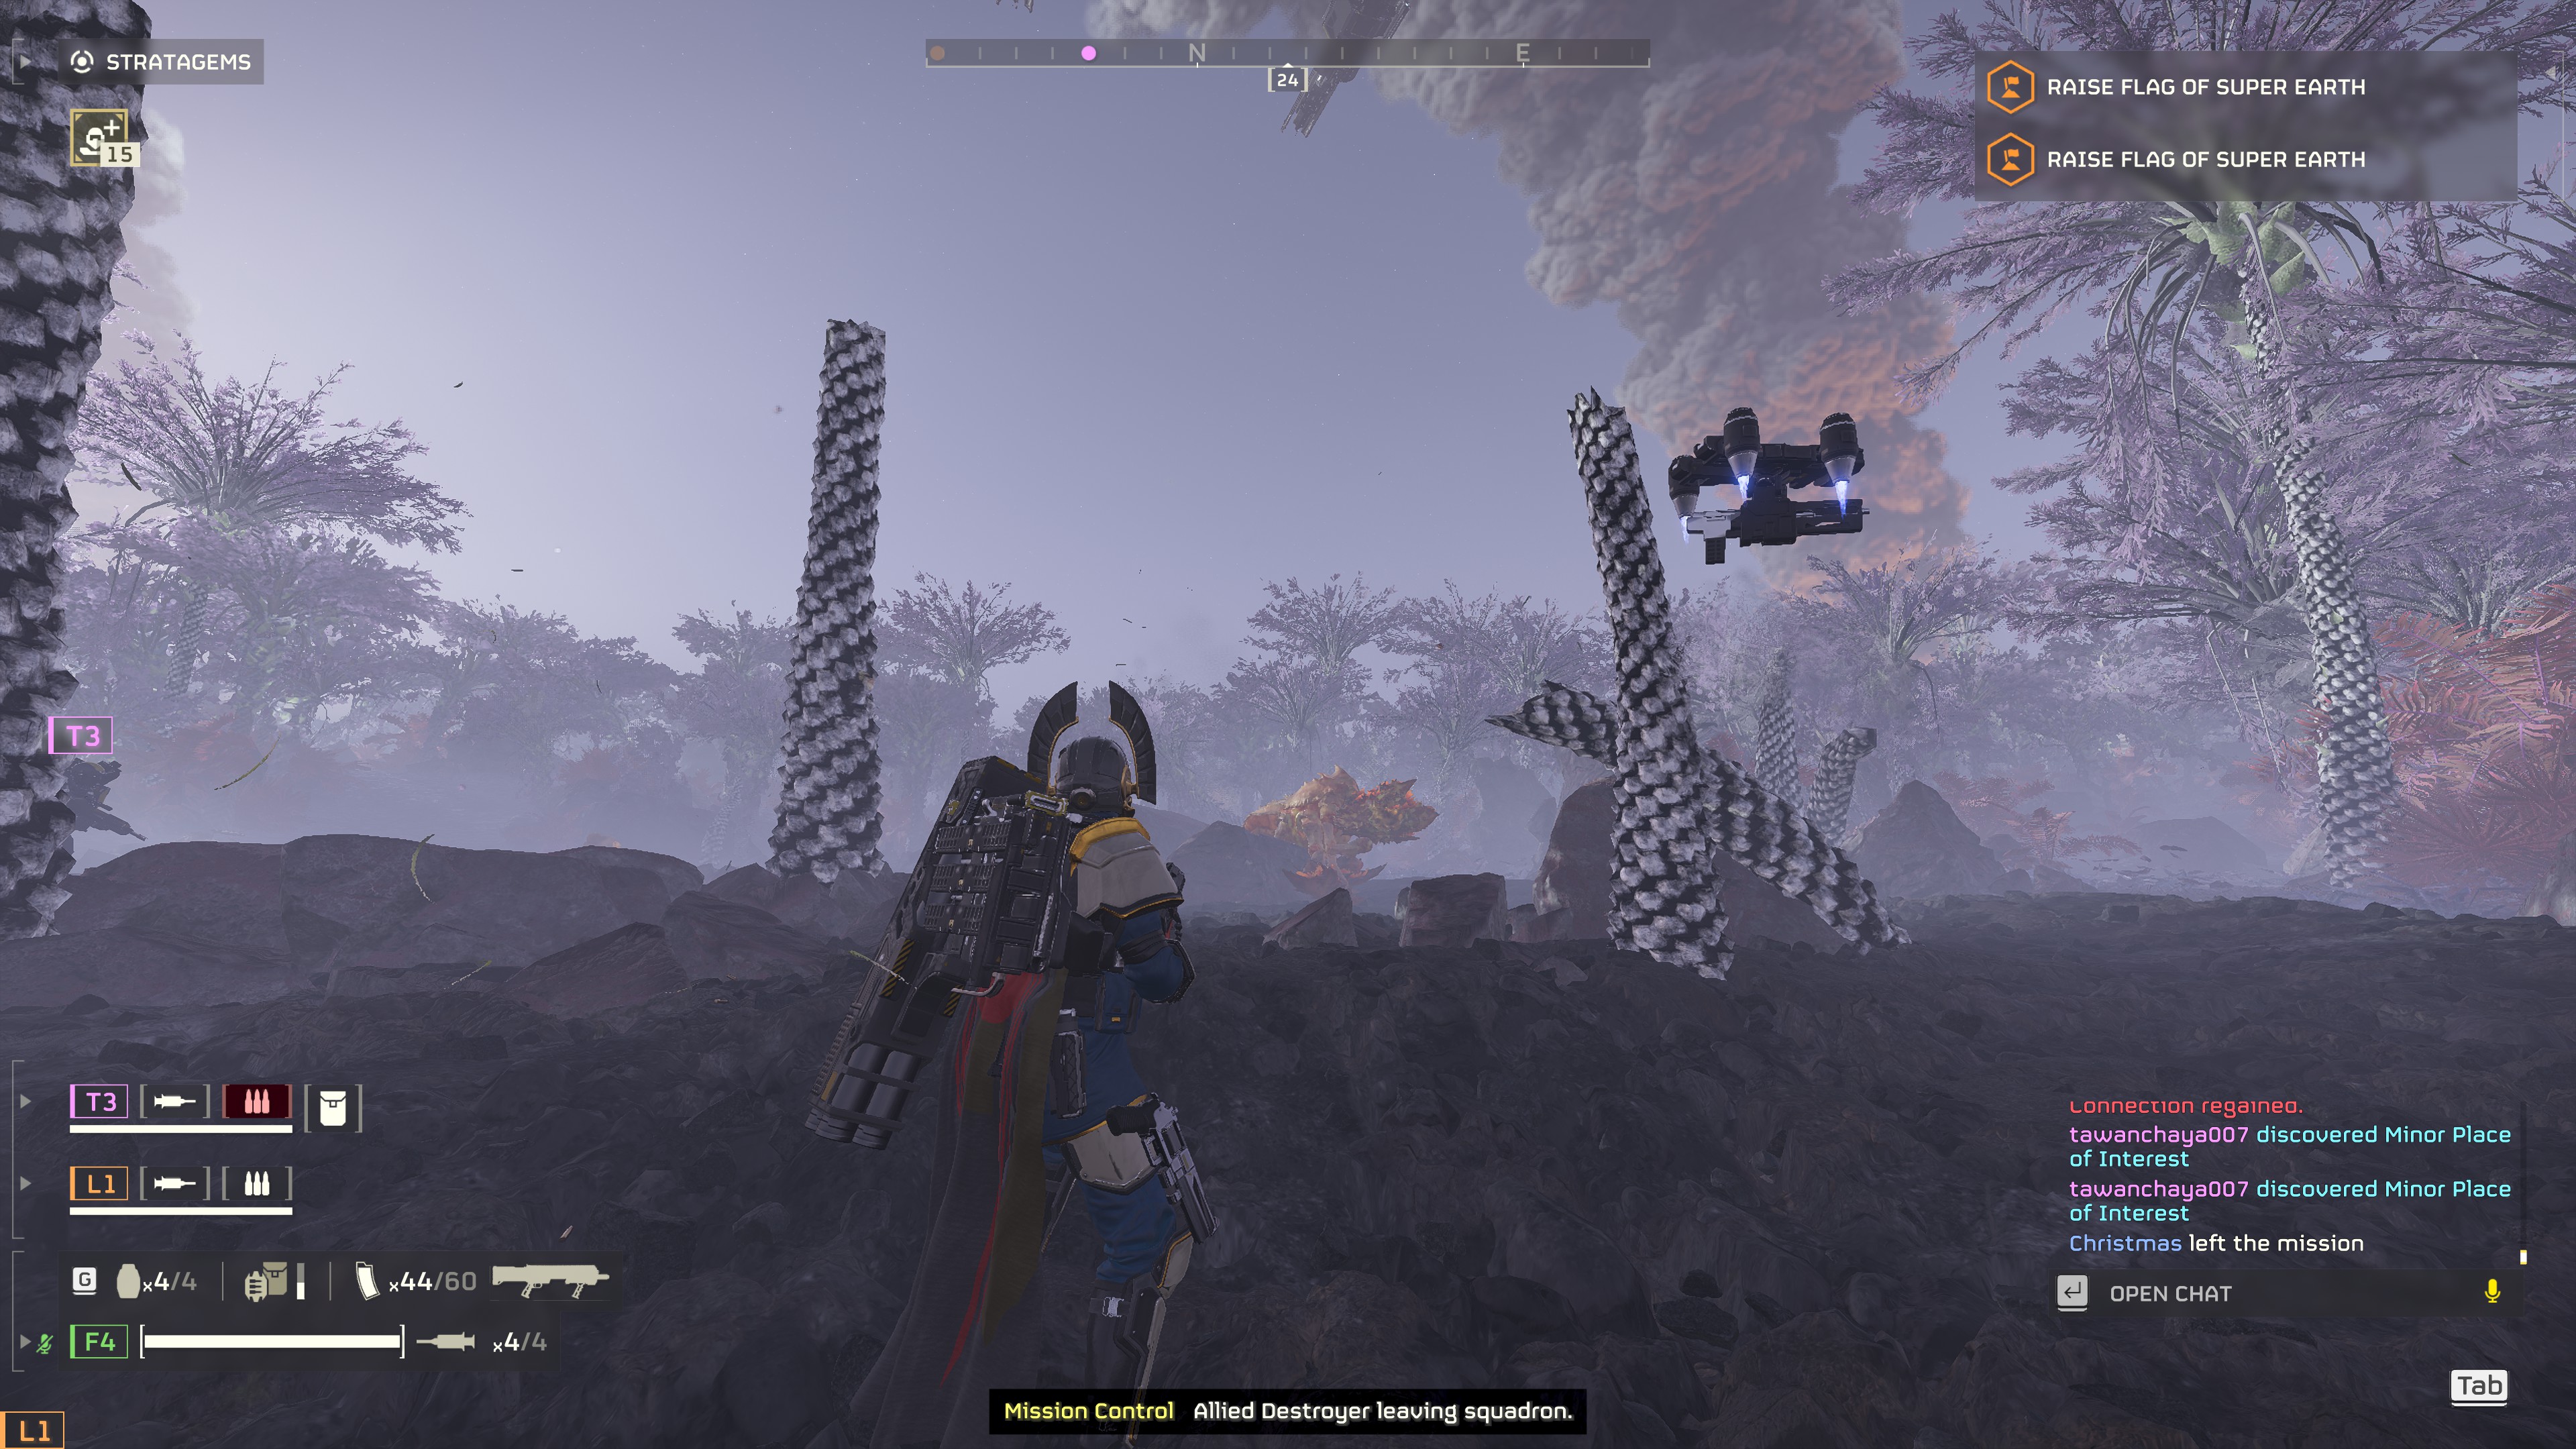 STRATAGEMS
15
N
E
24
RAISE FLAG OF SUPER EARTH
RAISE FLAG OF SUPER EARTH
T3
T3
L1
G
x4/4
x44/60
F4
x4/4
L1
Connection regained.
tawanchaya007 discovered Minor Place
of Interest
tawanchaya007 discovered Minor Place
of Interest
Christmas left the mission
OPEN CHAT
Tab
Mission Control Allied Destroyer leaving squadron.